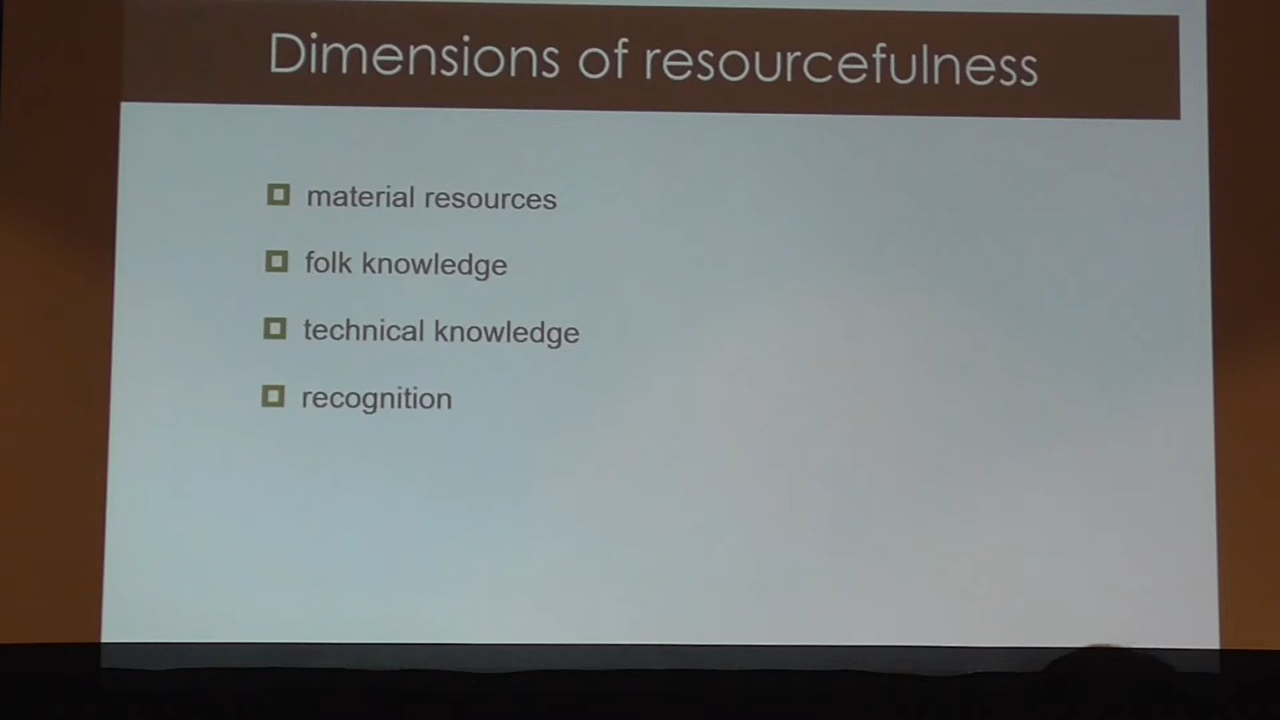 Dimensions of resourcefulness
material resources
folk knowledge
technical knowledge
recognition